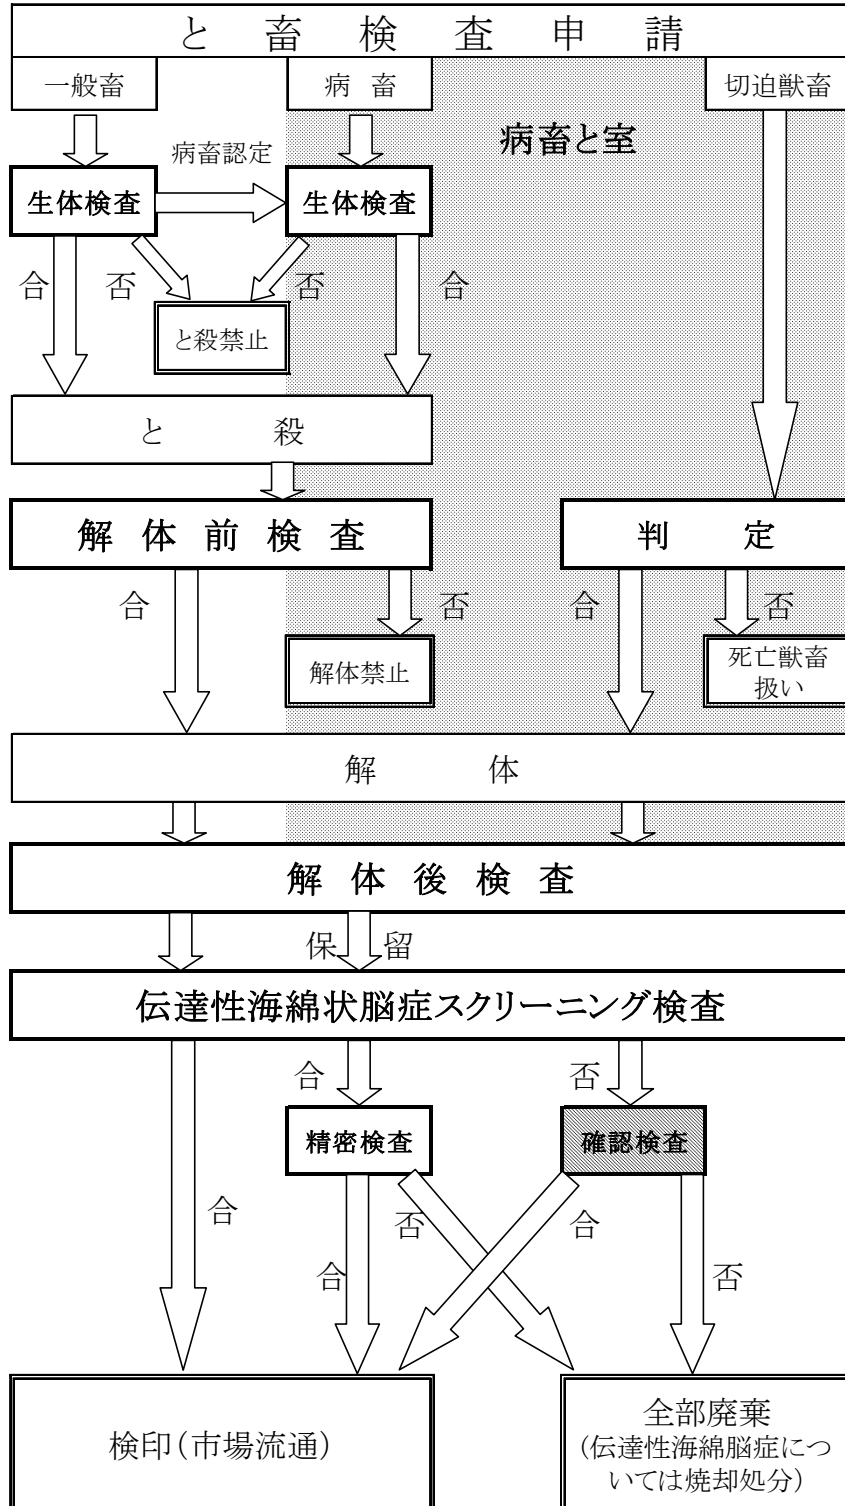 と畜検査申請
一般畜
病畜
切迫獣畜
病畜と室
病畜認定
生体検査
生体検査
合
否
否
合
と殺禁止
と殺
解体前検査
判定
合
否
合
否
解体禁止
死亡獣畜
扱い
解体
解体後検査
保留
伝達性海綿状脳症スクリーニング検査
合
否
精密検査
確認検査
合
否
合
合
否
検印(市場流通)
全部廃棄
(伝達性海綿脳症につ
いては焼却処分)